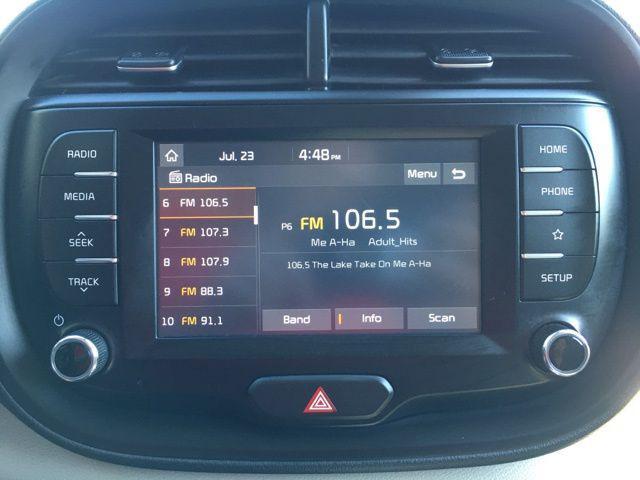 RADIO
MEDIA
SEEK
TRACK
Jul. 23 4:48 PM
Radio Menu
6 FM 106.5
7 FM 107.3
8 FM 107.9
9 FM 88.3
10 FM 91.1
P6 FM 106.5
Me A-Ha Adult_Hits
106.5 The Lake Take On Me A-Ha
Band Info Scan
HOME
PHONE
SETUP